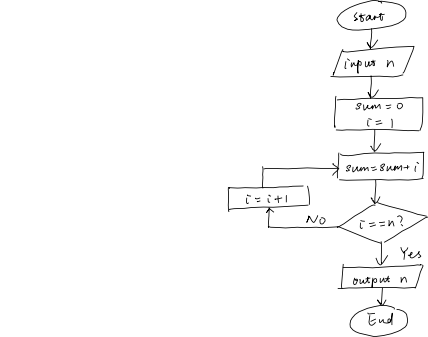 Start
input n
sum = 0
i = 1
sum=sum+i
i = i+1
No
i==n?
Yes
output n
End